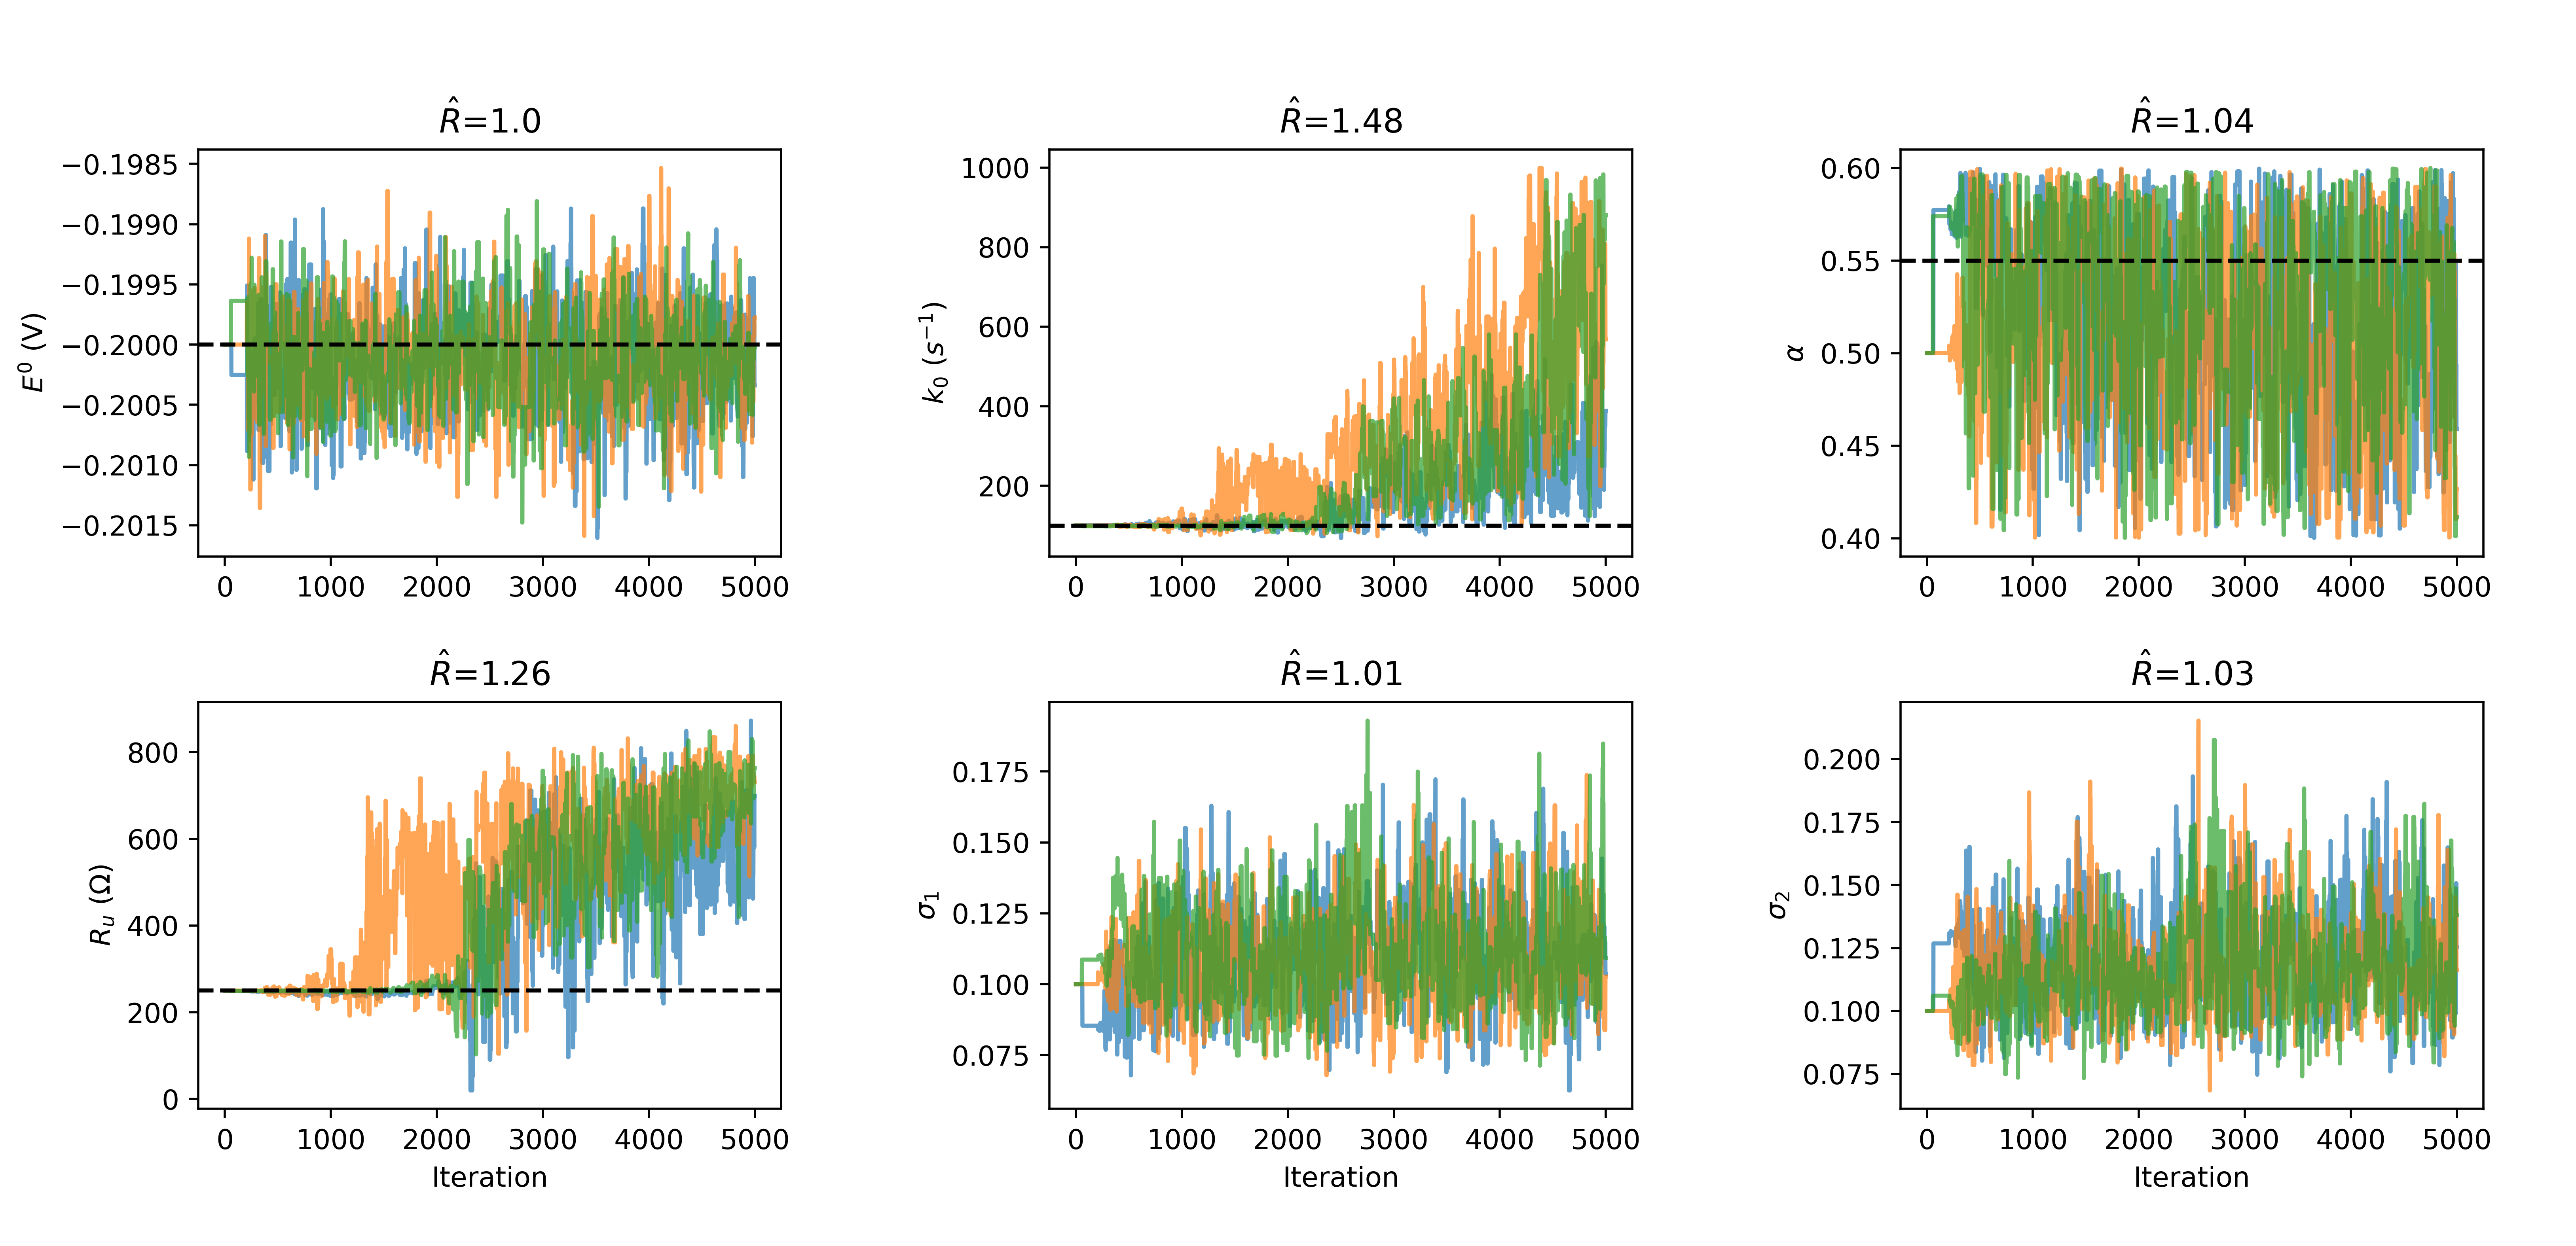 R̂=1.0
−0.1985
−0.1990
−0.1995
−0.2000
−0.2005
−0.2010
−0.2015
E⁰ (V)
0 1000 2000 3000 4000 5000
R̂=1.48
1000
800
600
400
200
k₀ (s⁻¹)
0 1000 2000 3000 4000 5000
R̂=1.04
0.60
0.55
0.50
0.45
0.40
α
0 1000 2000 3000 4000 5000
R̂=1.26
800
600
400
200
0
Rᵤ (Ω)
0 1000 2000 3000 4000 5000
Iteration
R̂=1.01
0.175
0.150
0.125
0.100
0.075
σ₁
0 1000 2000 3000 4000 5000
Iteration
R̂=1.03
0.200
0.175
0.150
0.125
0.100
0.075
σ₂
0 1000 2000 3000 4000 5000
Iteration